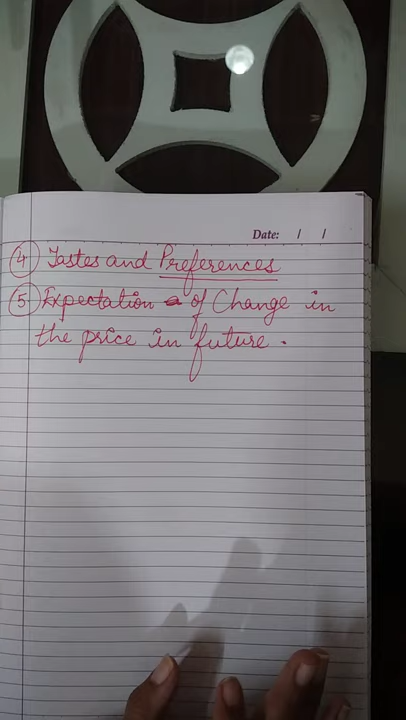 Date: / /
④ Tastes and Preferences
⑤ Expectation of Change in
the price in future.